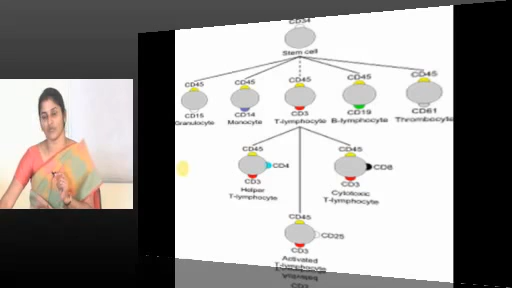 CD34
Stem cell
CD45 CD45 CD45 CD45 CD45
CD15 CD14 CD3 CD19 CD61
Granulocyte Monocyte T-lymphocyte B-lymphocyte Thrombocyte
CD45 CD45
CD4 CD8
CD3 CD3
Helper Cytotoxic
T-lymphocyte T-lymphocyte
CD45
CD25
CD3
Activated
T-lymphocyte